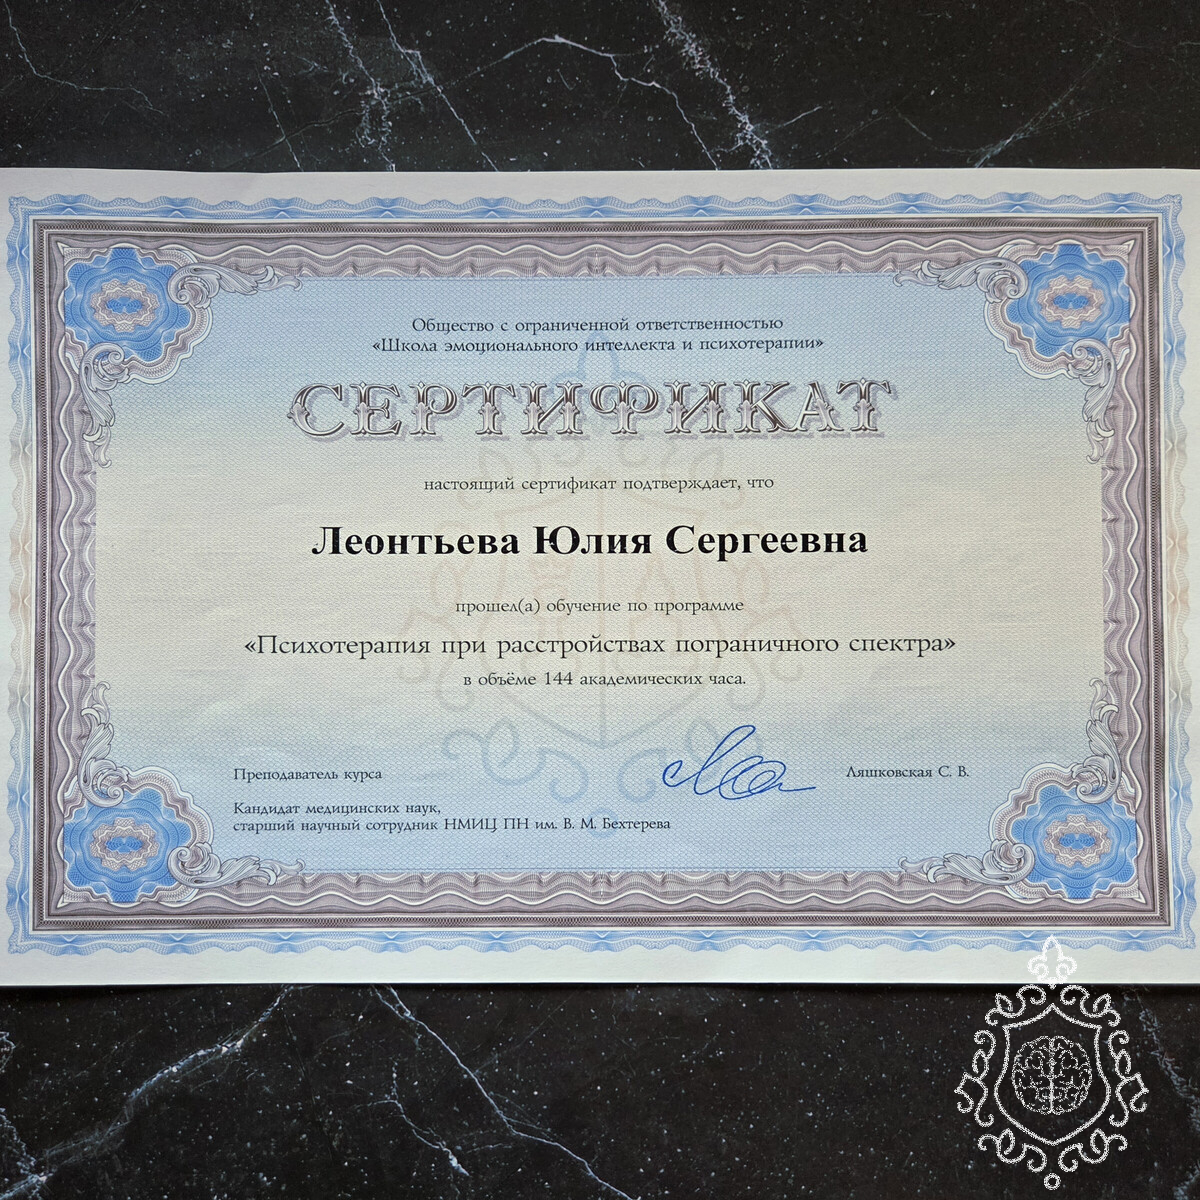 Общество с ограниченной ответственностью
«Школа эмоционального интеллекта и психотерапии»
СЕРТИФИКАТ
настоящий сертификат подтверждает, что
Леонтьева Юлия Сергеевна
прошел(а) обучение по программе
«Психотерапия при расстройствах пограничного спектра»
в объёме 144 академических часа.
Преподаватель курса Ляшковская С. В.
Кандидат медицинских наук,
старший научный сотрудник НМИЦ ПН им. В. М. Бехтерева